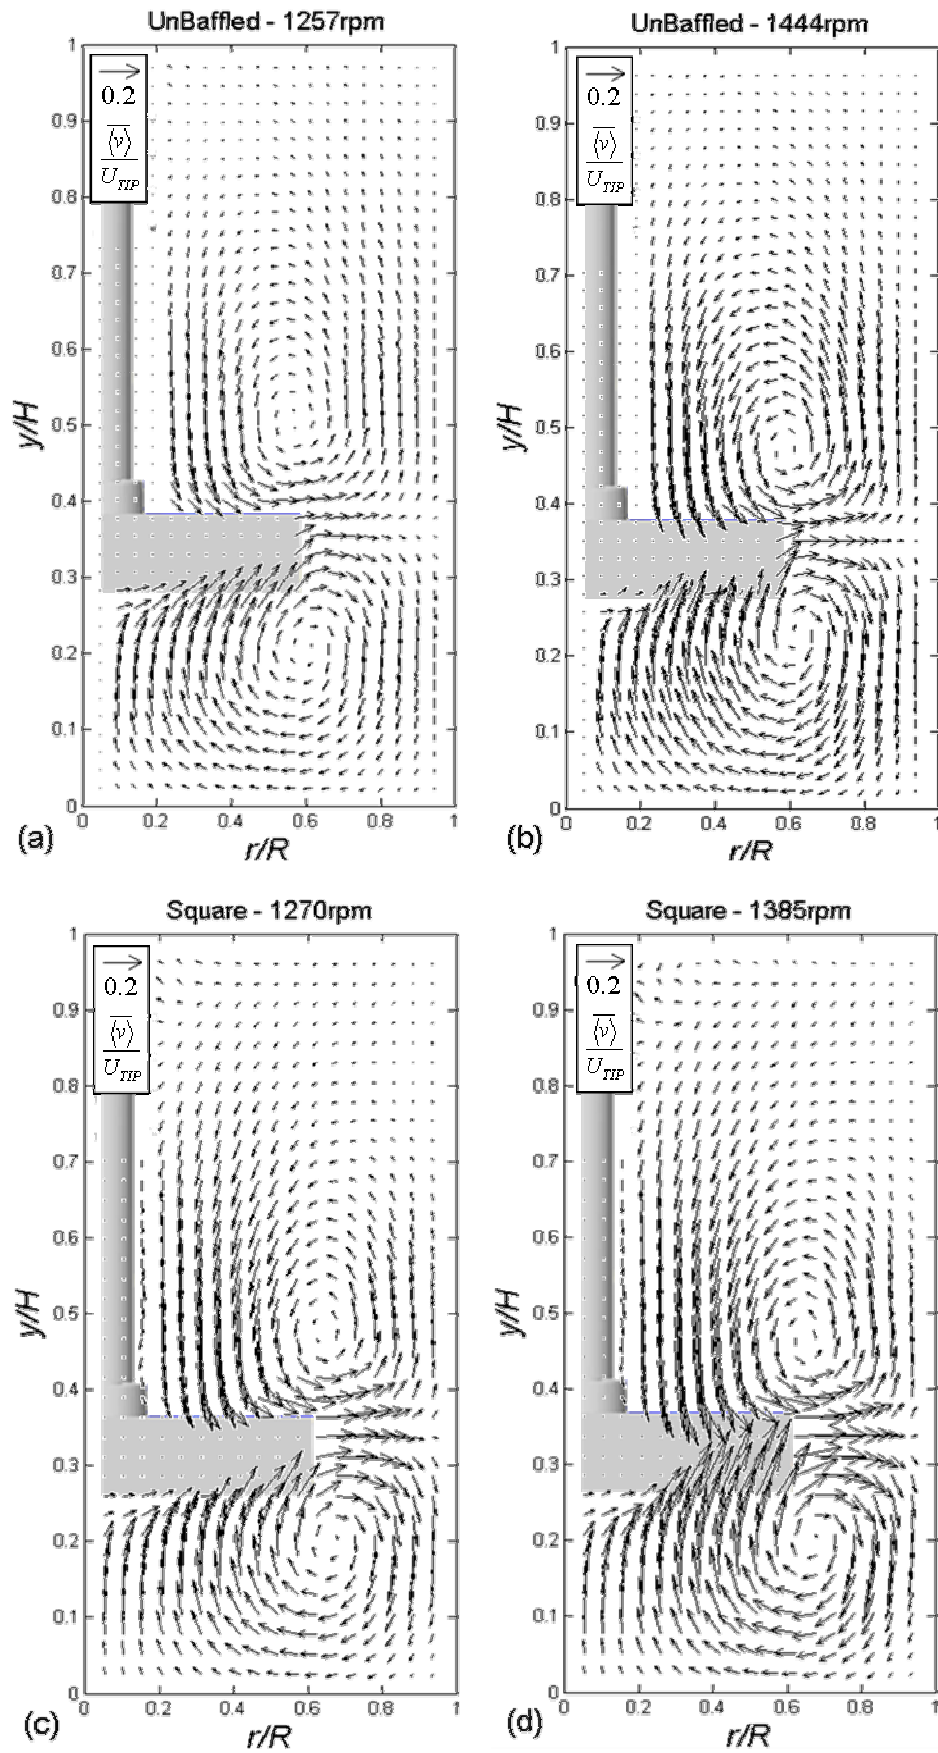 UnBaffled - 1257rpm
1
0.9
0.8
0.7
0.6
0.5
0.4
0.3
0.2
0.1
0
y/H
0.2
⟨v̅⟩
U_TIP
0 0.2 0.4 0.6 0.8 1
(a)
r/R
UnBaffled - 1444rpm
1
0.9
0.8
0.7
0.6
0.5
0.4
0.3
0.2
0.1
0
y/H
0.2
⟨v̅⟩
U_TIP
0 0.2 0.4 0.6 0.8 1
(b)
r/R
Square - 1270rpm
1
0.9
0.8
0.7
0.6
0.5
0.4
0.3
0.2
0.1
0
y/H
0.2
⟨v̅⟩
U_TIP
0 0.2 0.4 0.6 0.8 1
(c)
r/R
Square - 1385rpm
1
0.9
0.8
0.7
0.6
0.5
0.4
0.3
0.2
0.1
0
y/H
0.2
⟨v̅⟩
U_TIP
0 0.2 0.4 0.6 0.8 1
(d)
r/R